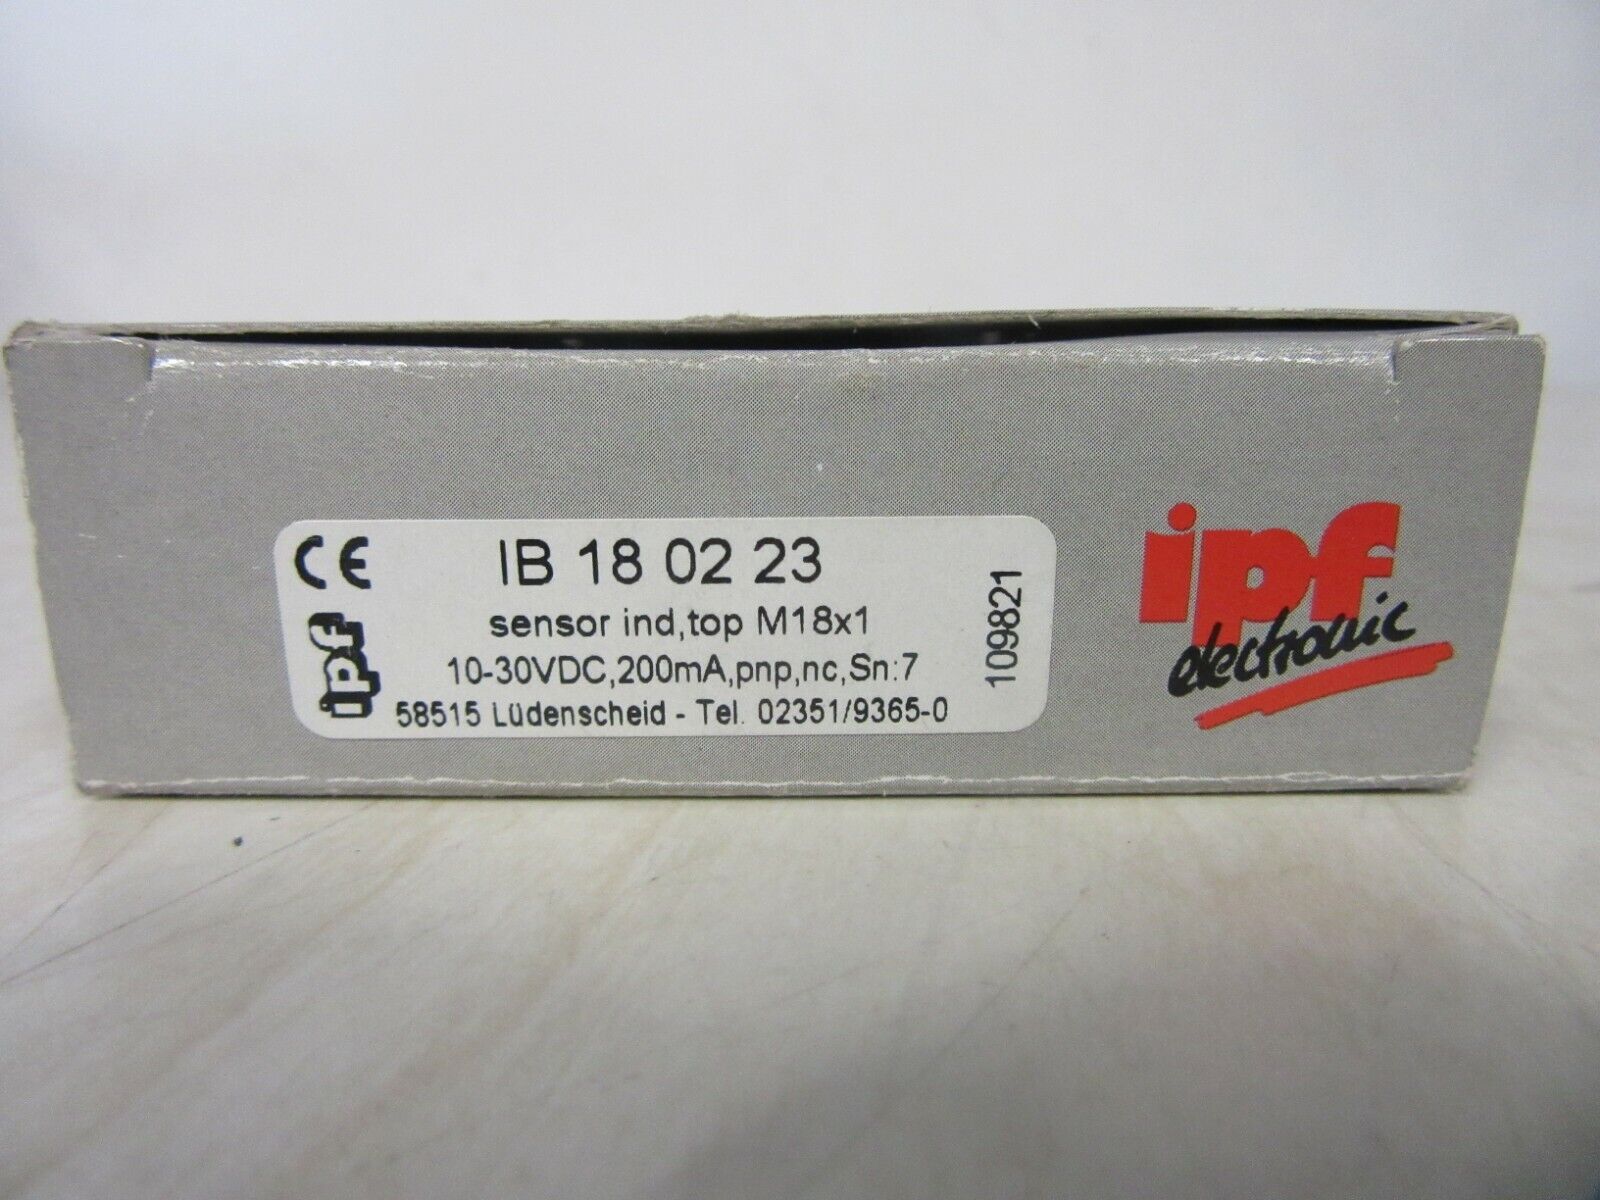 CE IB 18 02 23
sensor ind,top M18x1
10-30VDC,200mA,pnp,nc,Sn:7
58515 Lüdenscheid - Tel. 02351/9365-0
ipf
109821
ipf
electronic